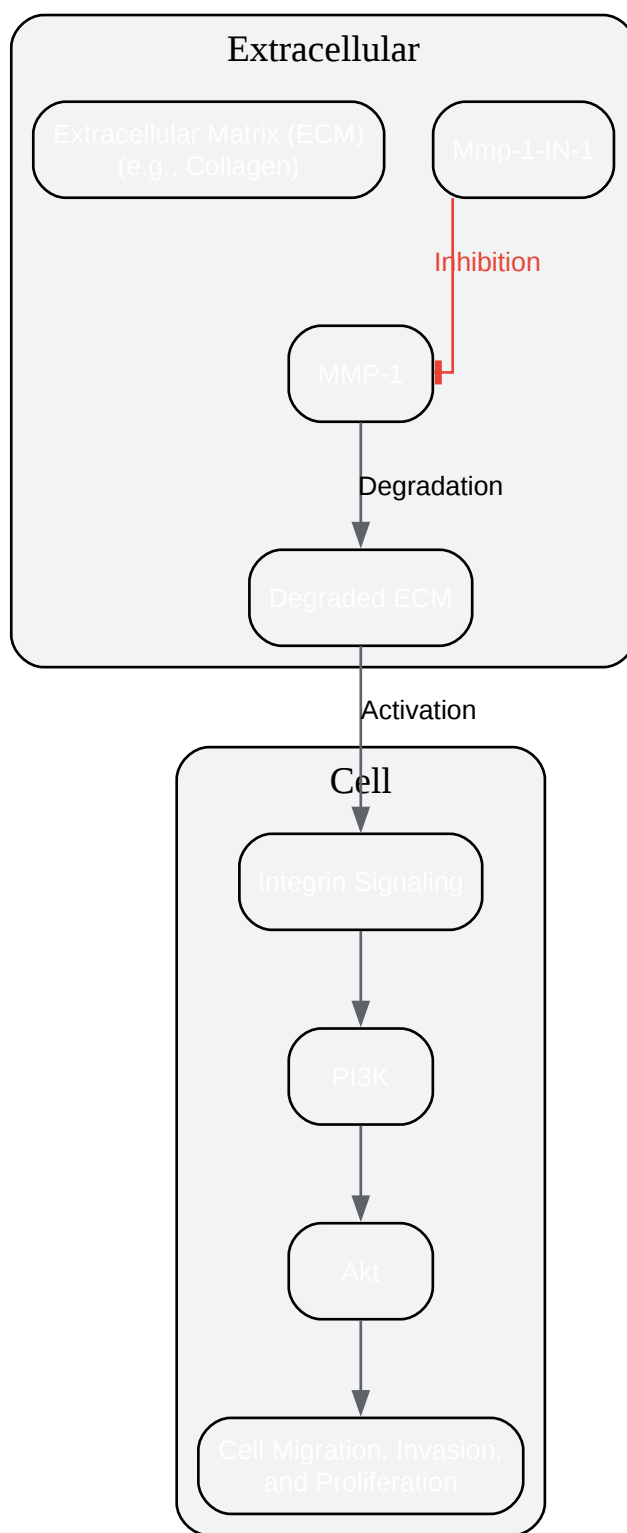 Extracellular
Extracellular Matrix (ECM)
(e.g., Collagen)
Mmp-1-IN-1
Inhibition
MMP-1
Degradation
Degraded ECM
Activation
Cell
Integrin Signaling
PI3K
Akt
Cell Migration, Invasion,
and Proliferation